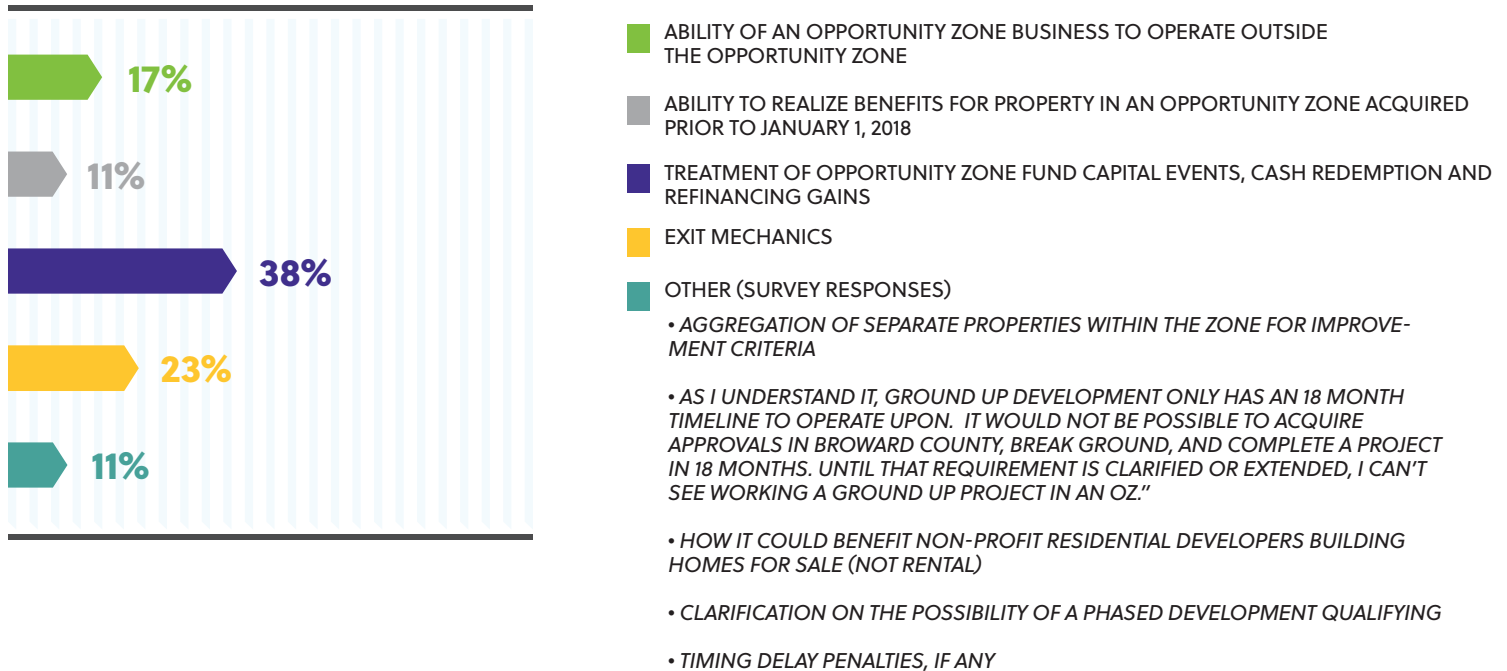 17%
11%
38%
23%
11%
ABILITY OF AN OPPORTUNITY ZONE BUSINESS TO OPERATE OUTSIDE
THE OPPORTUNITY ZONE
ABILITY TO REALIZE BENEFITS FOR PROPERTY IN AN OPPORTUNITY ZONE ACQUIRED
PRIOR TO JANUARY 1, 2018
TREATMENT OF OPPORTUNITY ZONE FUND CAPITAL EVENTS, CASH REDEMPTION AND
REFINANCING GAINS
EXIT MECHANICS
OTHER (SURVEY RESPONSES)
• AGGREGATION OF SEPARATE PROPERTIES WITHIN THE ZONE FOR IMPROVE-
MENT CRITERIA
• AS I UNDERSTAND IT, GROUND UP DEVELOPMENT ONLY HAS AN 18 MONTH
TIMELINE TO OPERATE UPON. IT WOULD NOT BE POSSIBLE TO ACQUIRE
APPROVALS IN BROWARD COUNTY, BREAK GROUND, AND COMPLETE A PROJECT
IN 18 MONTHS. UNTIL THAT REQUIREMENT IS CLARIFIED OR EXTENDED, I CAN'T
SEE WORKING A GROUND UP PROJECT IN AN OZ."
• HOW IT COULD BENEFIT NON-PROFIT RESIDENTIAL DEVELOPERS BUILDING
HOMES FOR SALE (NOT RENTAL)
• CLARIFICATION ON THE POSSIBILITY OF A PHASED DEVELOPMENT QUALIFYING
• TIMING DELAY PENALTIES, IF ANY